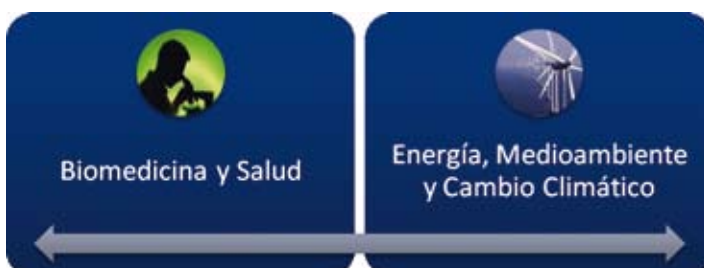 Biomedicina y Salud
Energía, Medioambiente
y Cambio Climático